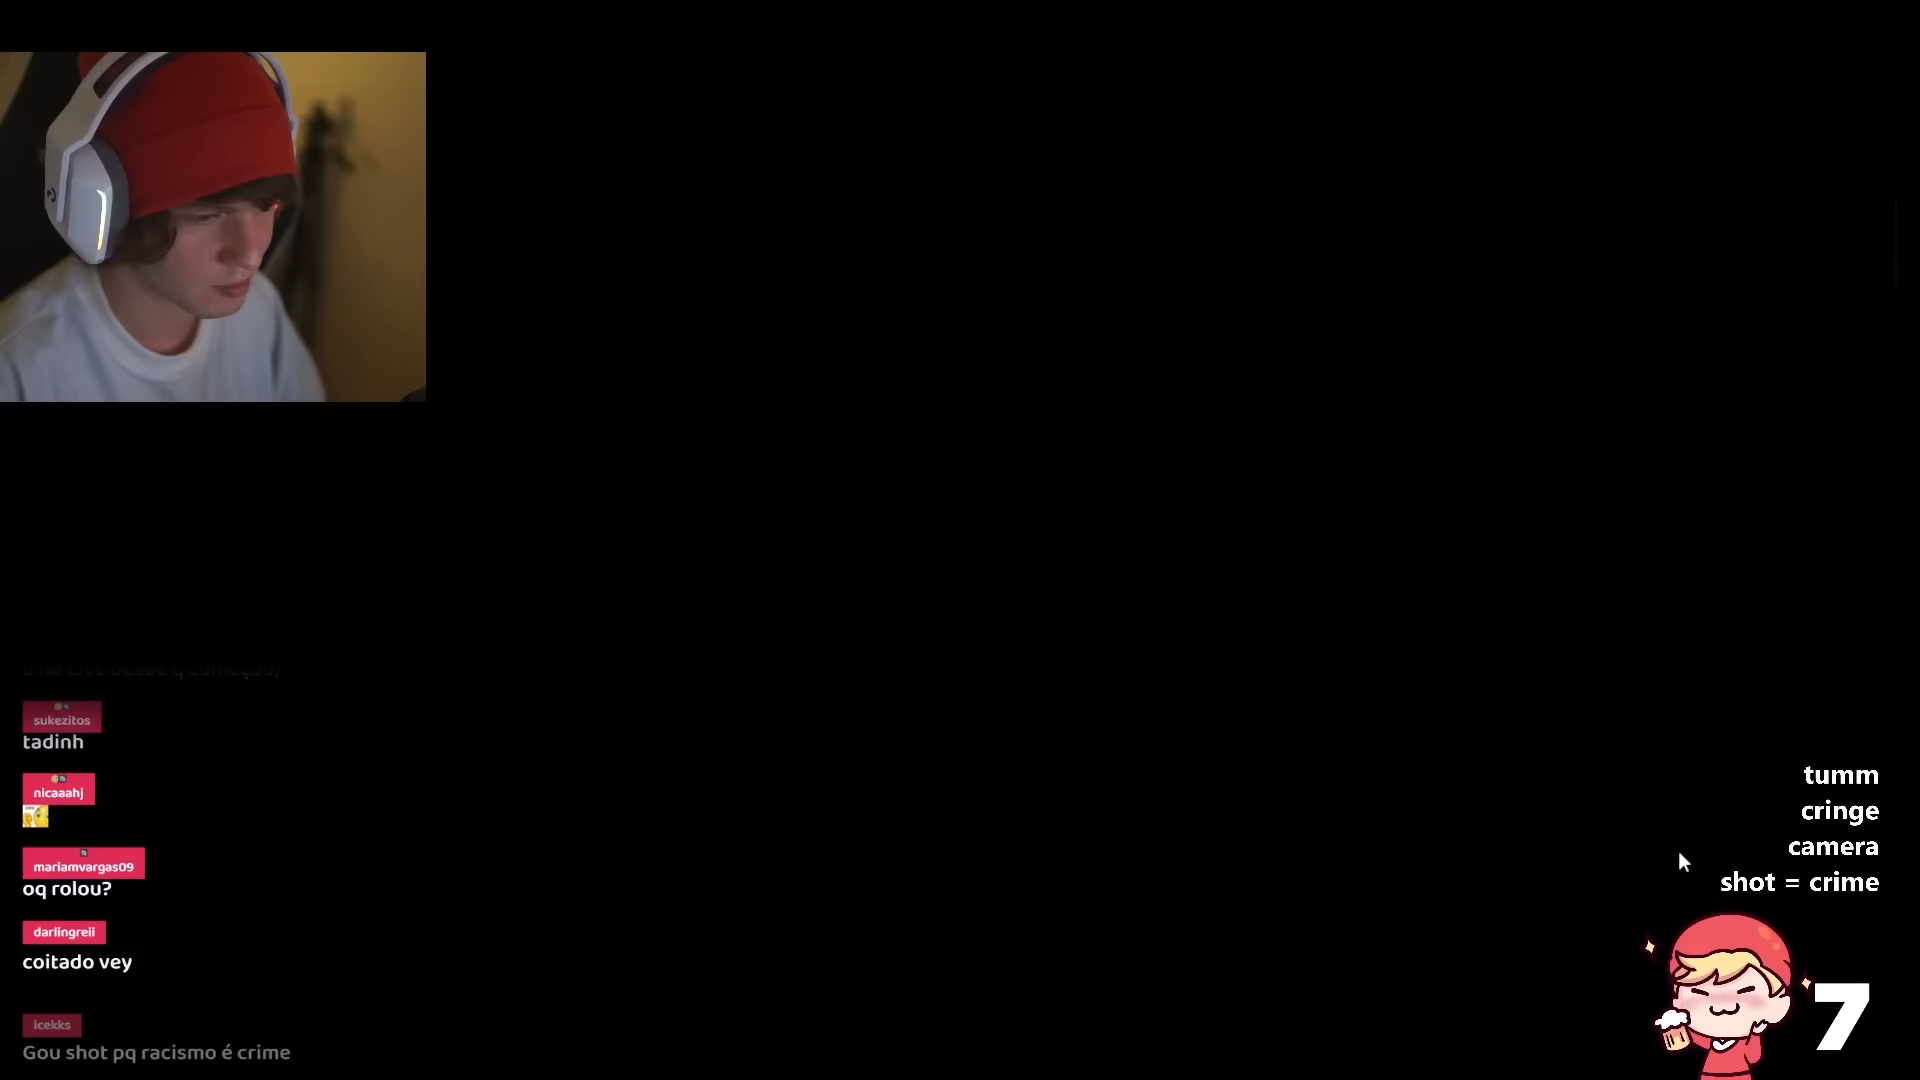 sukezitos
tadinh
nicaaahj
mariamvargas09
oq rolou?
darlingreii
coitado vey
icekks
Gou shot pq racismo é crime
tumm
cringe
camera
shot = crime
7